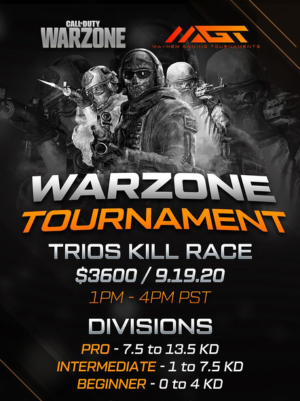 CALL OF DUTY
WARZONE
MGT
MAYHEM GAMING TOURNAMENTS
WARZONE
TOURNAMENT
TRIOS KILL RACE
$3600 / 9.19.20
1PM - 4PM PST
DIVISIONS
PRO - 7.5 to 13.5 KD
INTERMEDIATE - 1 to 7.5 KD
BEGINNER - 0 to 4 KD